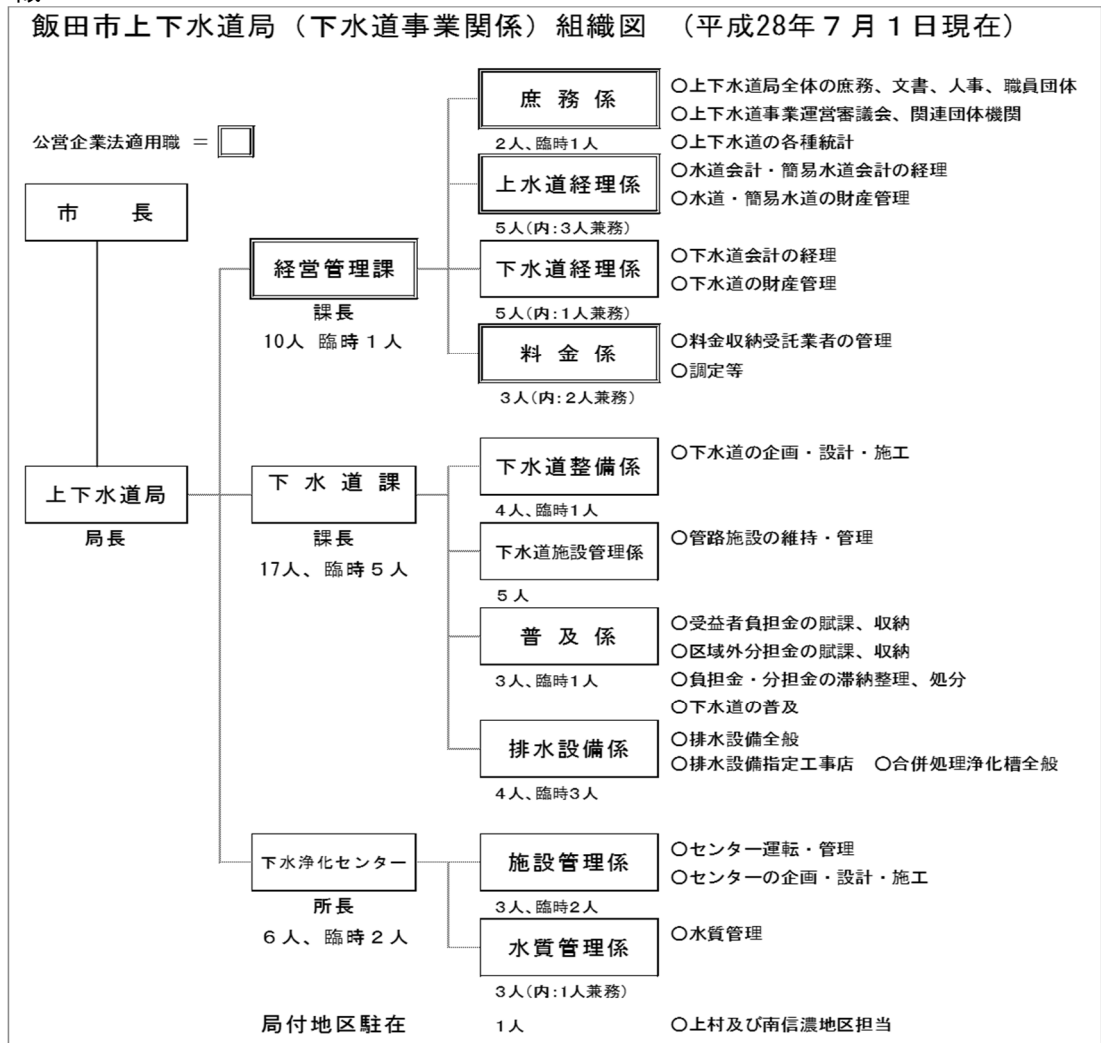 飯田市上下水道局（下水道事業関係）組織図　（平成28年７月１日現在）
公営企業法適用職 ＝
市　　長
上下水道局
局長
経営管理課
課長
10人 臨時１人
庶務係
2人、臨時1人
〇上下水道局全体の庶務、文書、人事、職員団体
〇上下水道事業運営審議会、関連団体機関
〇上下水道の各種統計
上水道経理係
5人（内：3人兼務）
〇水道会計・簡易水道会計の経理
〇水道・簡易水道の財産管理
下水道経理係
5人（内：1人兼務）
〇下水道会計の経理
〇下水道の財産管理
料金係
3人（内：2人兼務）
〇料金収納受託業者の管理
〇調定等
下水道課
課長
17人、臨時５人
下水道整備係
4人、臨時1人
〇下水道の企画・設計・施工
下水道施設管理係
5人
〇管路施設の維持・管理
普及係
3人、臨時1人
〇受益者負担金の賦課、収納
〇区域外分担金の賦課、収納
〇負担金・分担金の滞納整理、処分
〇下水道の普及
排水設備係
4人、臨時3人
〇排水設備全般
〇排水設備指定工事店　〇合併処理浄化槽全般
下水浄化センター
所長
６人、臨時２人
施設管理係
3人、臨時2人
〇センター運転・管理
〇センターの企画・設計・施工
水質管理係
3人（内：1人兼務）
〇水質管理
局付地区駐在
1人
〇上村及び南信濃地区担当